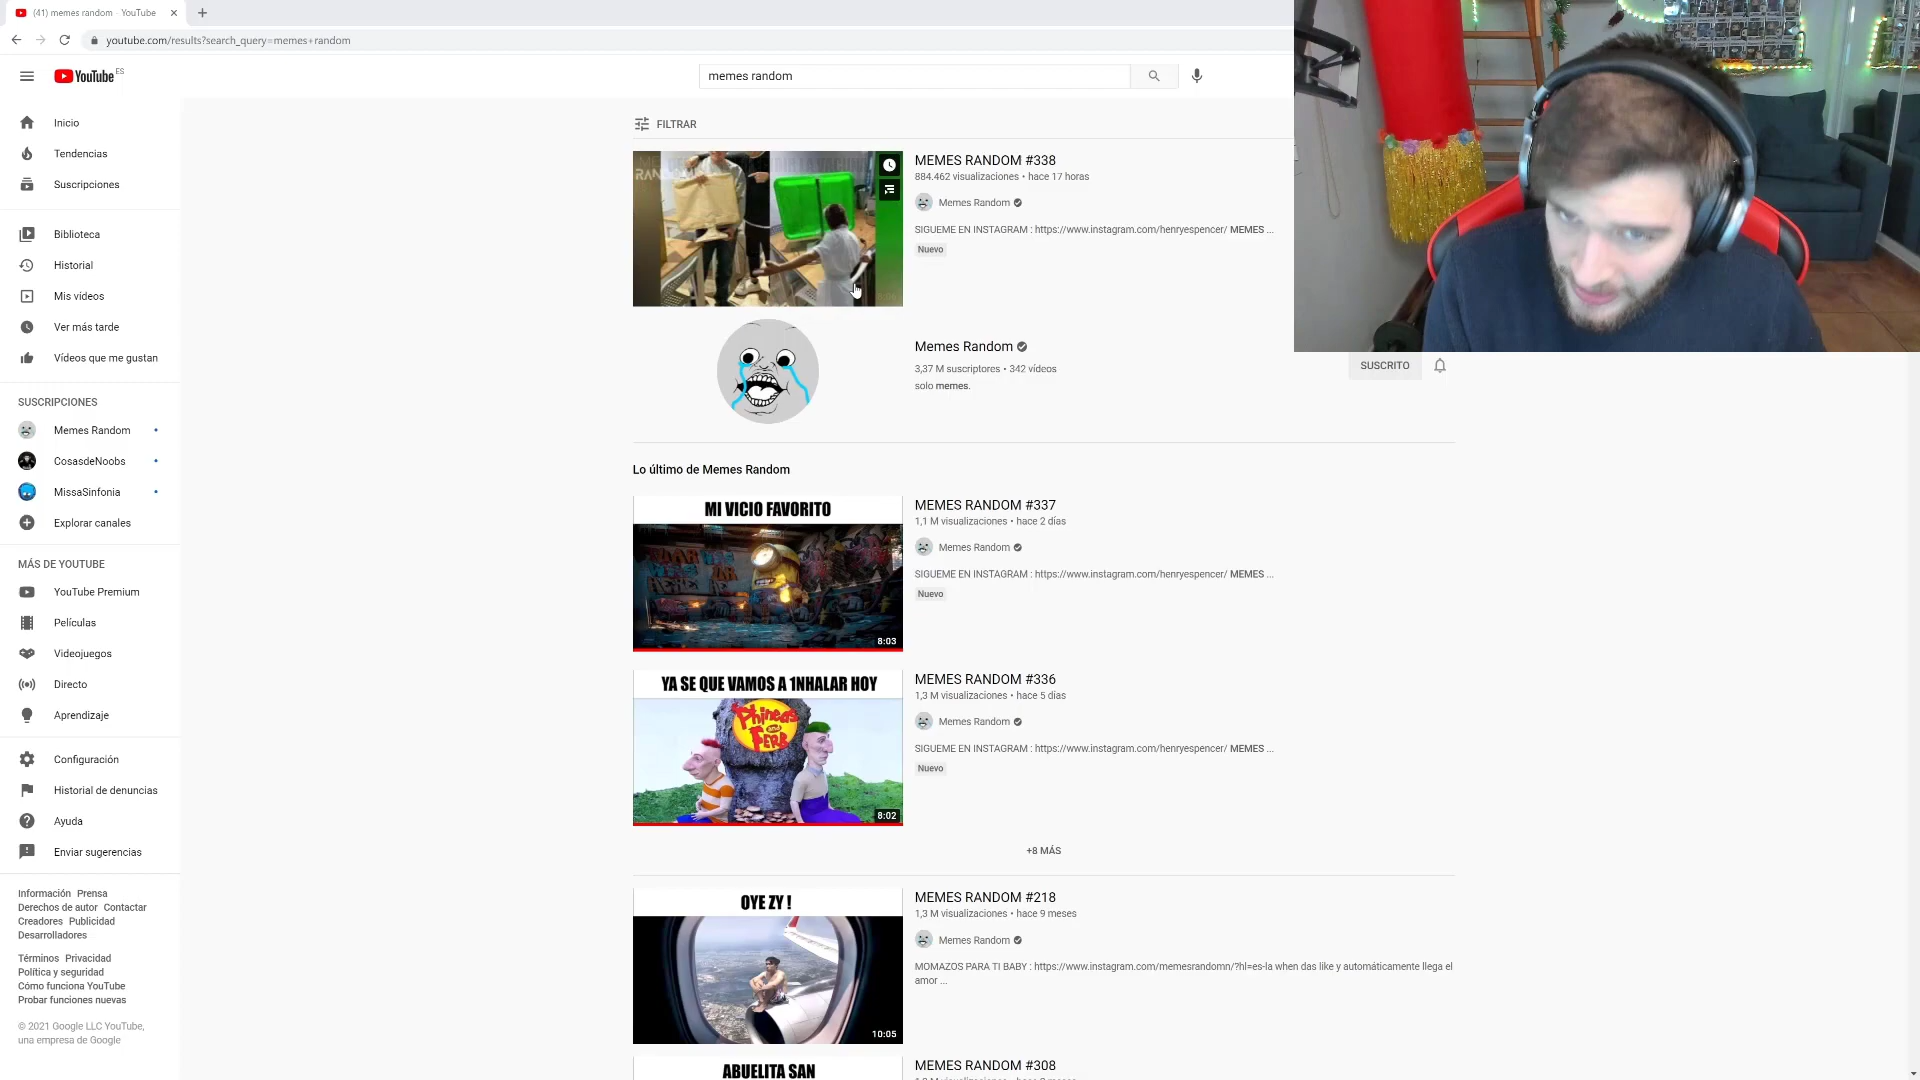 (41) memes random - YouTube
youtube.com/results?search_query=memes+random
YouTube ES
memes random
Inicio
Tendencias
Suscripciones
Biblioteca
Historial
Mis vídeos
Ver más tarde
Vídeos que me gustan
SUSCRIPCIONES
Memes Random
CosasdeNoobs
MissaSinfonia
Explorar canales
MÁS DE YOUTUBE
YouTube Premium
Películas
Videojuegos
Directo
Aprendizaje
Configuración
Historial de denuncias
Ayuda
Enviar sugerencias
Información Prensa
Derechos de autor Contactar
Creadores Publicidad
Desarrolladores
Términos Privacidad
Política y seguridad
Cómo funciona YouTube
Probar funciones nuevas
© 2021 Google LLC YouTube,
una empresa de Google
FILTRAR
MEMES RANDOM #338
884.462 visualizaciones • hace 17 horas
Memes Random
SIGUEME EN INSTAGRAM : https://www.instagram.com/henryespencer/ MEMES ...
Nuevo
Memes Random
3,37 M suscriptores • 342 vídeos
solo memes.
SUSCRITO
Lo último de Memes Random
MI VICIO FAVORITO
8:03
MEMES RANDOM #337
1,1 M visualizaciones • hace 2 días
Memes Random
SIGUEME EN INSTAGRAM : https://www.instagram.com/henryespencer/ MEMES ...
Nuevo
YA SE QUE VAMOS A 1NHALAR HOY
Phineas and FERB
8:02
MEMES RANDOM #336
1,3 M visualizaciones • hace 5 días
Memes Random
SIGUEME EN INSTAGRAM : https://www.instagram.com/henryespencer/ MEMES ...
Nuevo
+8 MÁS
OYE ZY !
10:05
MEMES RANDOM #218
1,3 M visualizaciones • hace 9 meses
Memes Random
MOMAZOS PARA TI BABY : https://www.instagram.com/memesrandomn/?hl=es-la when das like y automáticamente llega el
amor ...
ABUELITA SAN
MEMES RANDOM #308